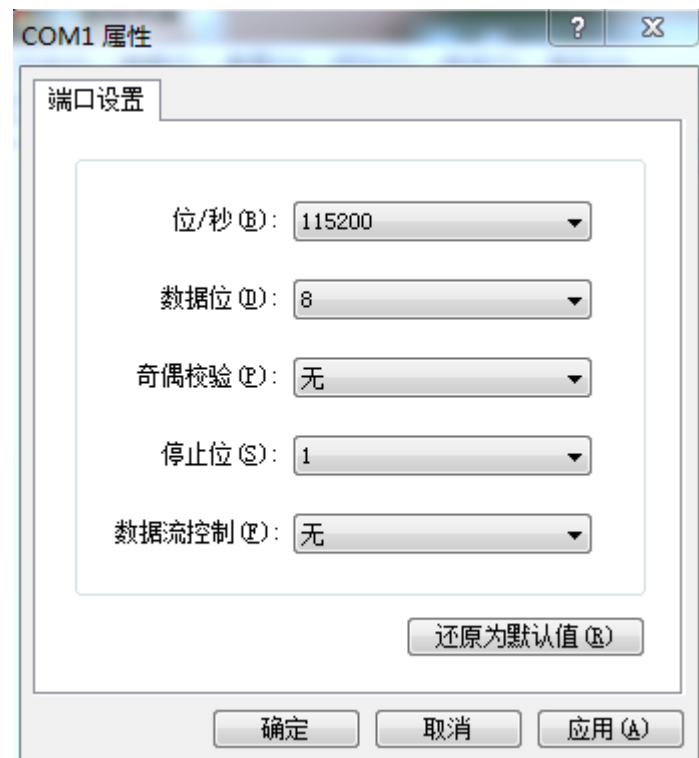 COM1 属性
端口设置
位/秒(B): 115200
数据位(D): 8
奇偶校验(P): 无
停止位(S): 1
数据流控制(F): 无
还原为默认值(R)
确定 取消 应用(A)